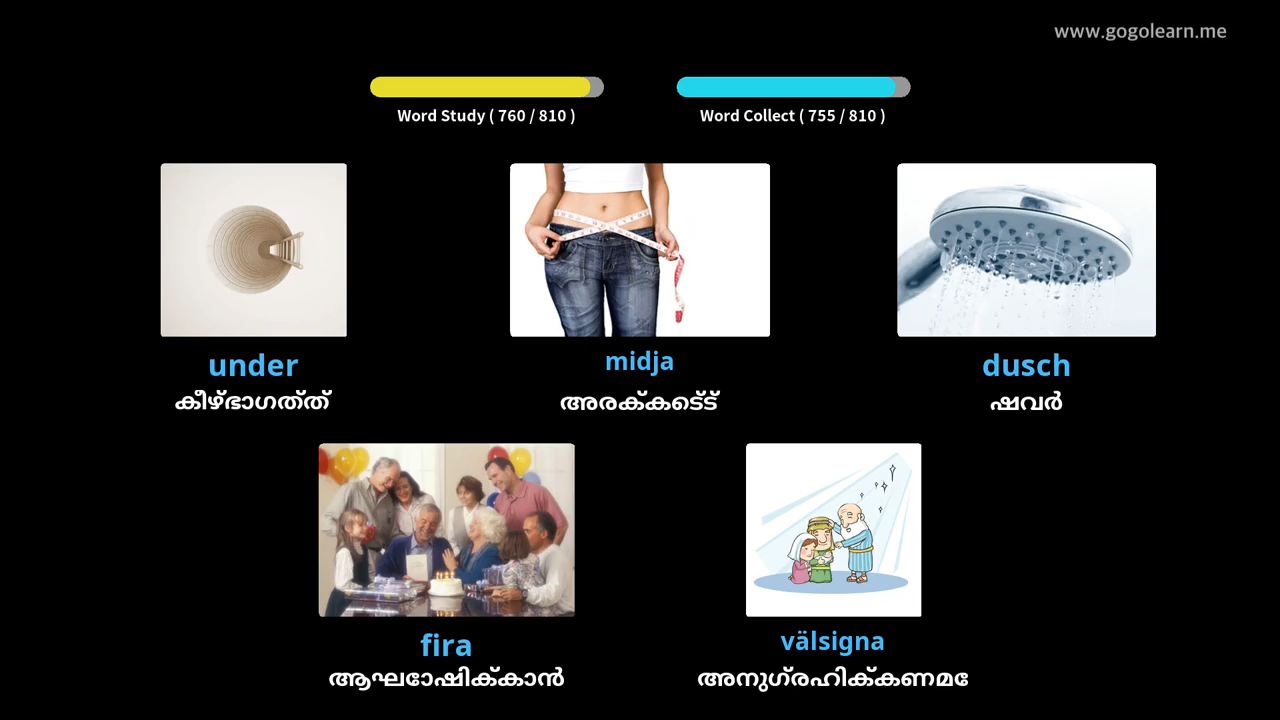 www.gogolearn.me
Word Study ( 760 / 810 )
Word Collect ( 755 / 810 )
under
കീഴ്ഭാഗത്ത്
midja
അരക്കെട്ട്
dusch
ഷവർ
fira
ആഘോഷിക്കാൻ
välsigna
അനുഗ്രഹിക്കണമേ